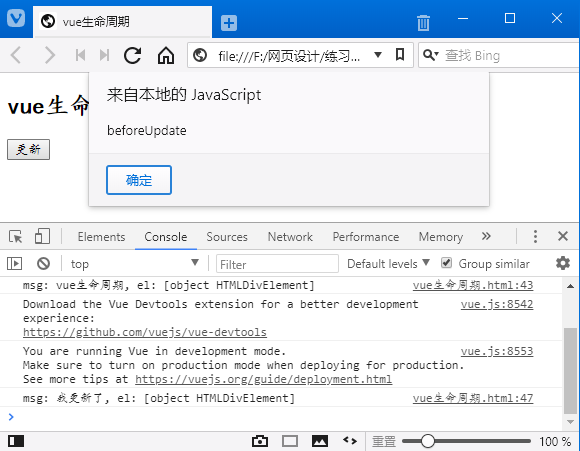 vue生命周期
file:///F:/网页设计/练习...
查找 Bing
来自本地的 JavaScript
beforeUpdate
确定
vue生命
更新
Elements Console Sources Network Performance Memory »
top Filter Default levels Group similar
msg: vue生命周期, el: [object HTMLDivElement] vue生命周期.html:43
Download the Vue Devtools extension for a better development vue.js:8542
experience:
https://github.com/vuejs/vue-devtools
You are running Vue in development mode. vue.js:8553
Make sure to turn on production mode when deploying for production.
See more tips at https://vuejs.org/guide/deployment.html
msg: 我更新了, el: [object HTMLDivElement] vue生命周期.html:47
重置 100 %